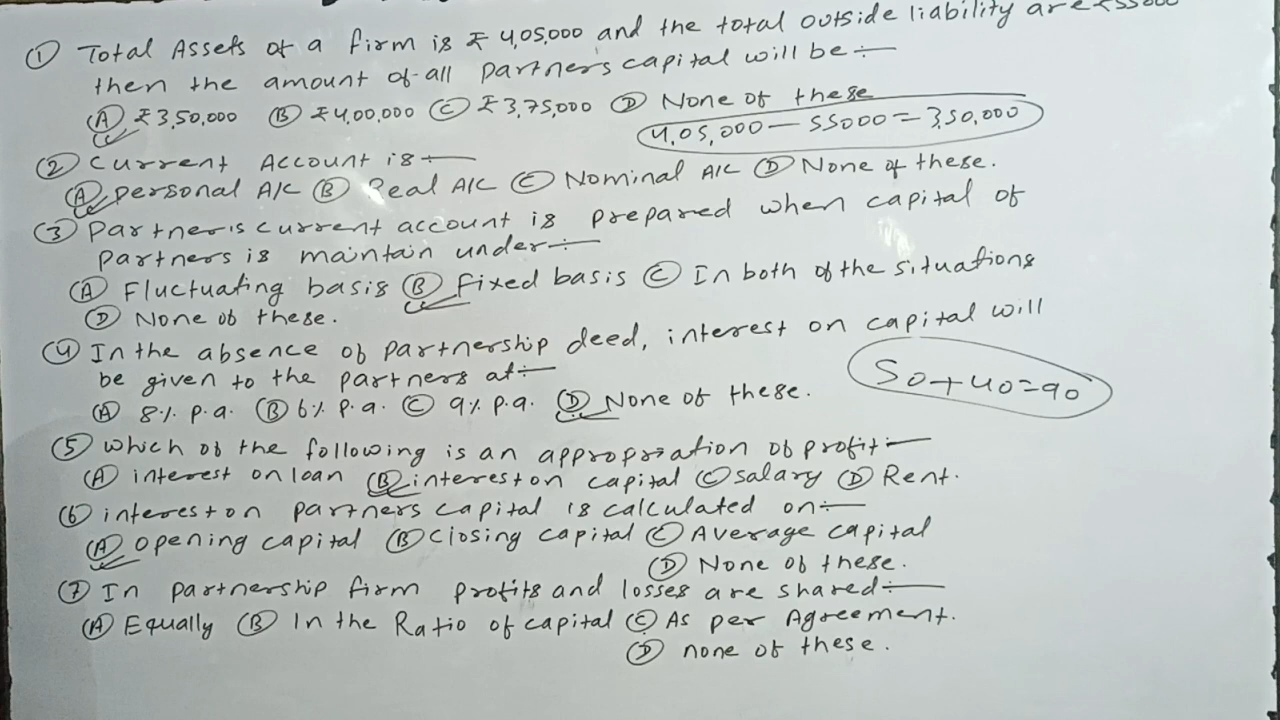 ① Total Assets of a firm is ₹ 4,05,000 and the total outside liability are ₹55000
then the amount of all partners capital will be :-
Ⓐ ₹3,50,000 Ⓑ ₹4,00,000 Ⓒ ₹3,75,000 Ⓓ None of these
4,05,000 - 55000 = 3,50,000
② Current Account is :-
Ⓐ personal A/C Ⓑ Real A/C Ⓒ Nominal A/C Ⓓ None of these.
③ Partner's current account is prepared when capital of
partners is maintain under :-
Ⓐ Fluctuating basis Ⓑ Fixed basis Ⓒ In both of the situations
Ⓓ None of these.
④ In the absence of partnership deed, interest on capital will
be given to the partners at :-
Ⓐ 8% p.a. Ⓑ 6% p.a. Ⓒ 9% p.a. Ⓓ None of these.
50+40=90
⑤ which of the following is an appropriation of profit :-
Ⓐ interest on loan Ⓑ interest on capital Ⓒ salary Ⓓ Rent.
⑥ interest on partners capital is calculated on :-
Ⓐ opening capital Ⓑ closing capital Ⓒ Average capital
Ⓓ None of these.
⑦ In partnership firm profits and losses are shared :-
Ⓐ Equally Ⓑ In the Ratio of capital Ⓒ As per Agreement.
Ⓓ none of these.